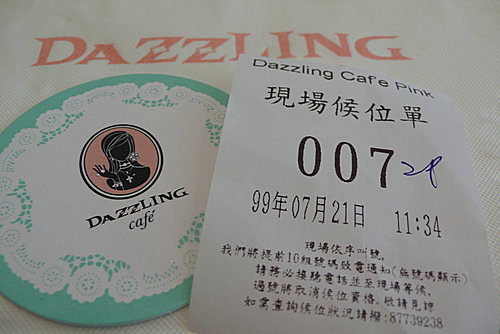 DAZZLING
Dazzling Caf'e Pink
現場候位單
007 2P
99年07月21日 11:34
現場依序叫號,
我們將提前10組號碼致電通知(無號碼顯示)
請務必接聽電話並至現場等候,
過號將取消候位資格,敬請見諒
如需查詢候位狀況請撥:87739238
DAZZLING
café